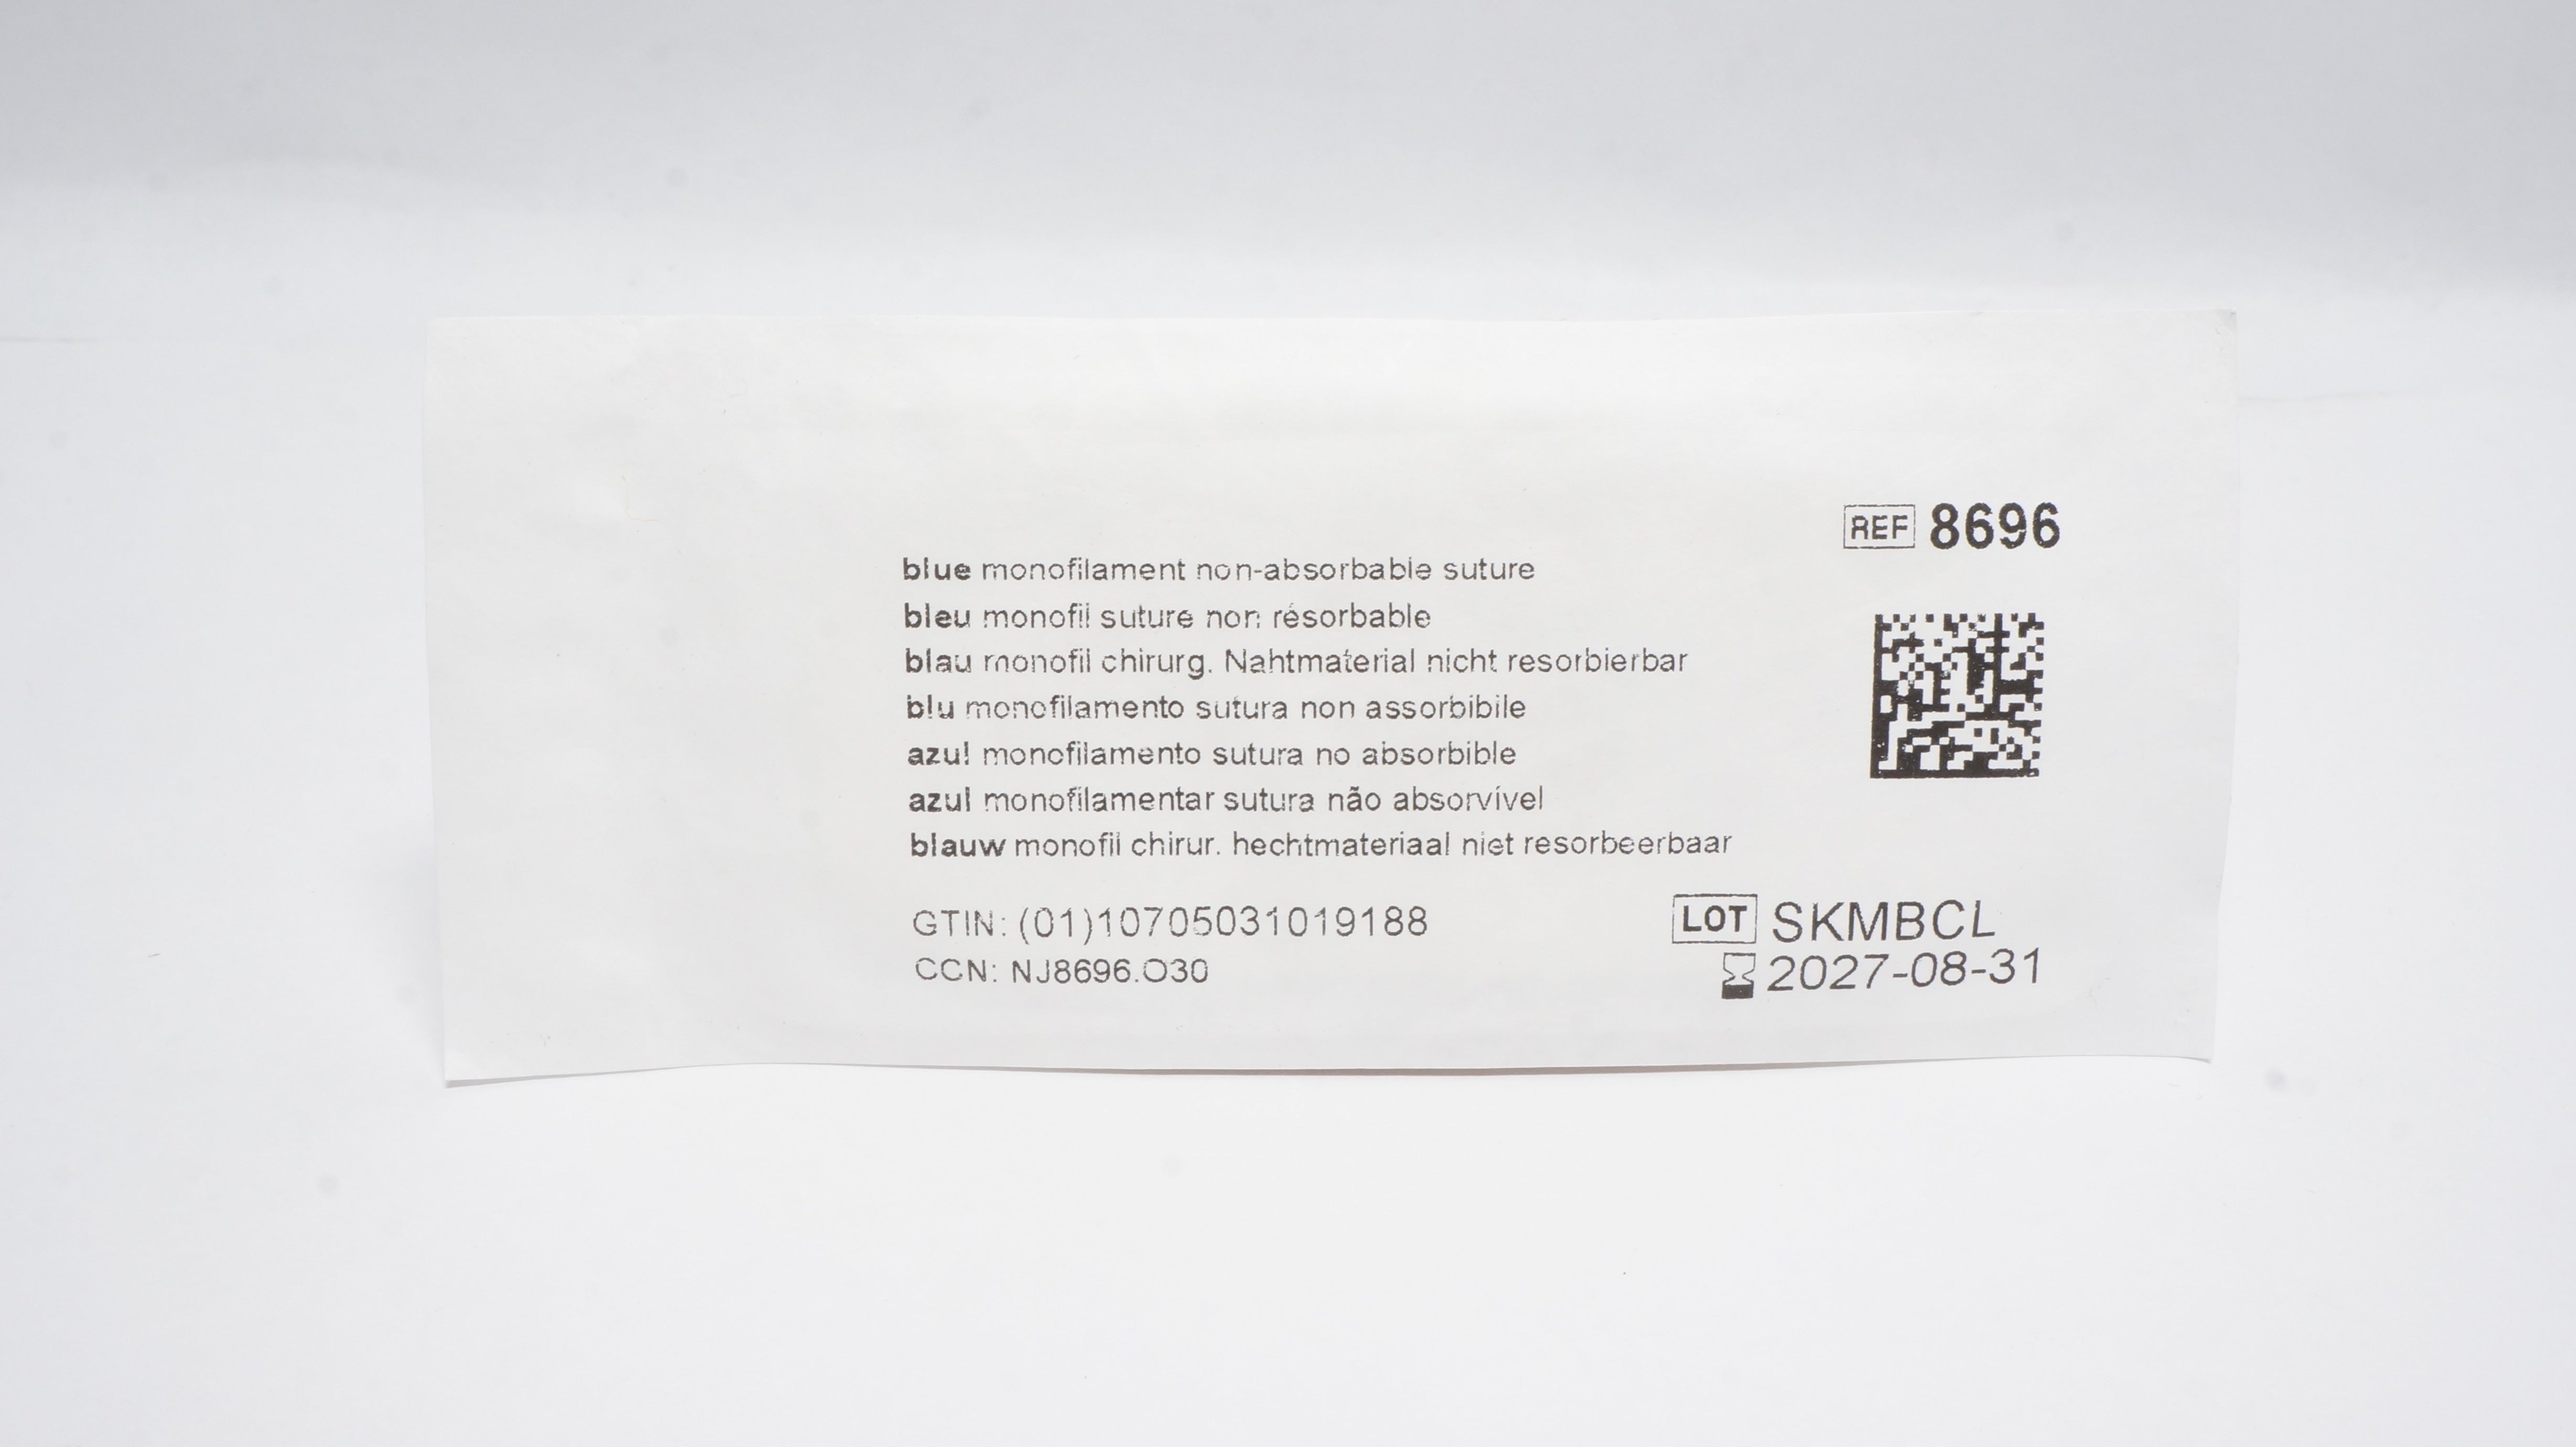 REF 8696
blue monofilament non-absorbable suture
bleu monofil suture non résorbable
blau monofil chirurg. Nahtmaterial nicht resorbierbar
blu monofilamento sutura non assorbibile
azul monofilamento sutura no absorbible
azul monofilamentar sutura não absorvível
blauw monofil chirur. hechtmateriaal niet resorbeerbaar
GTIN: (01)10705031019188
LOT SKMBCL
CCN: NJ8696.O30
2027-08-31